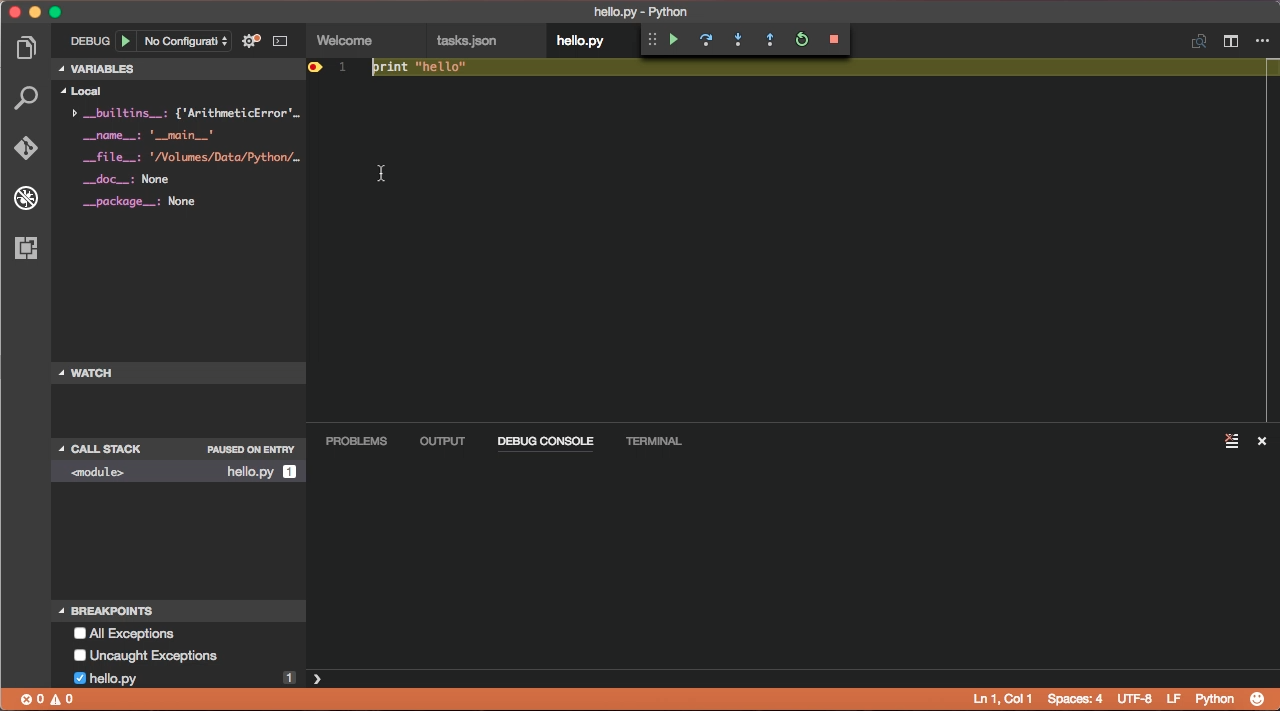 hello.py - Python
DEBUG No Configurati
Welcome tasks.json hello.py
VARIABLES
Local
__builtins__: {'ArithmeticError'…
__name__: '__main__'
__file__: '/Volumes/Data/Python/…
__doc__: None
__package__: None
WATCH
CALL STACK PAUSED ON ENTRY
<module> hello.py 1
BREAKPOINTS
All Exceptions
Uncaught Exceptions
hello.py 1
1 print "hello"
PROBLEMS OUTPUT DEBUG CONSOLE TERMINAL
0 0 Ln 1, Col 1 Spaces: 4 UTF-8 LF Python